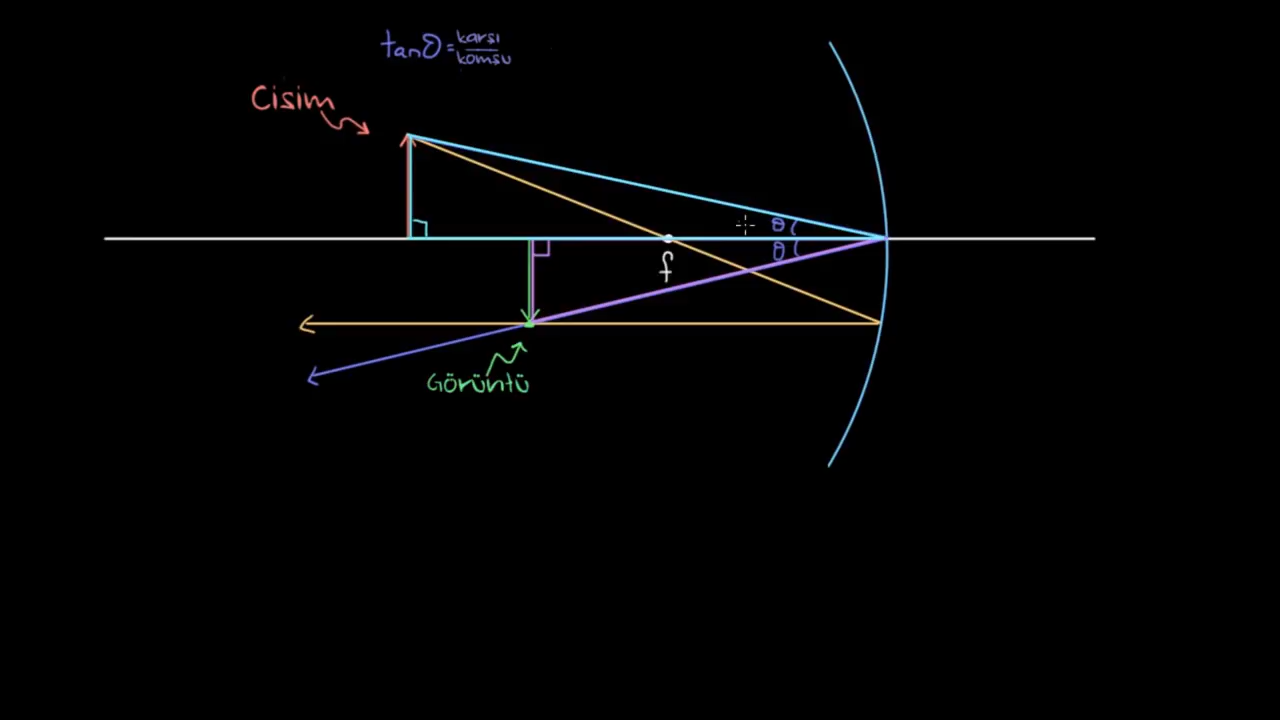 tanθ = karşı
komşu
Cisim
θ
θ
f
Görüntü